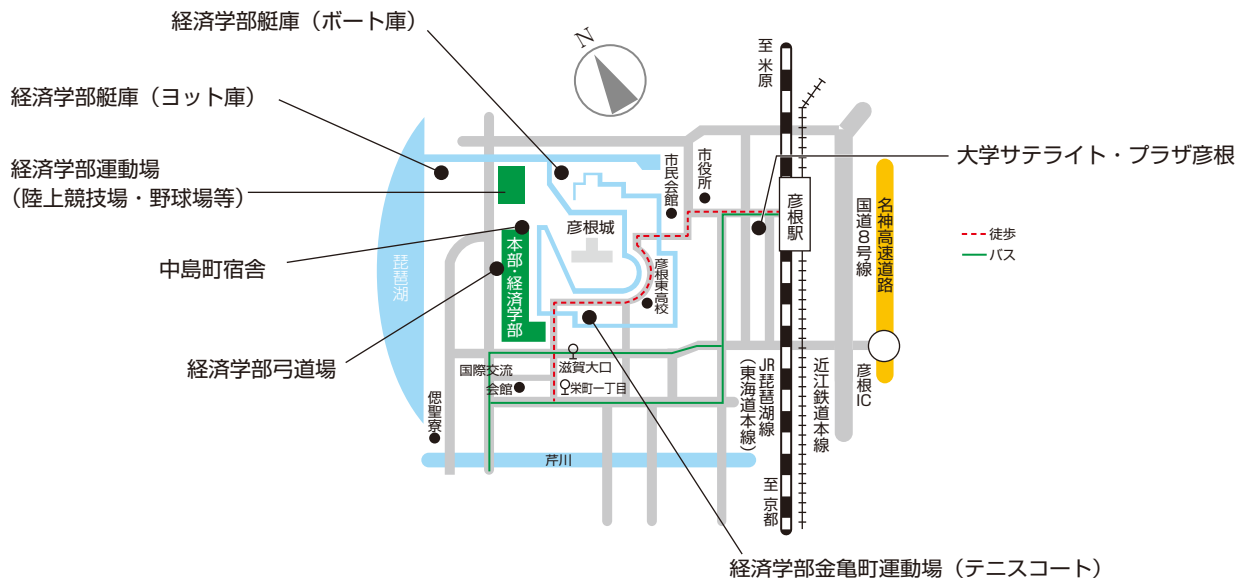 経済学部艇庫（ボート庫）
N
至 米原
経済学部艇庫（ヨット庫）
経済学部運動場
（陸上競技場・野球場等）
市民会館
市役所
大学サテライト・プラザ彦根
彦根駅
国道8号線
名神高速道路
徒歩
バス
彦根城
中島町宿舎
琵琶湖
本部・経済学部
彦根東高校
経済学部弓道場
国際交流
会館
滋賀大口
栄町一丁目
JR琵琶湖線
（東海道本線）
近江鉄道本線
彦根IC
偲聖寮
芹川
至 京都
経済学部金亀町運動場（テニスコート）